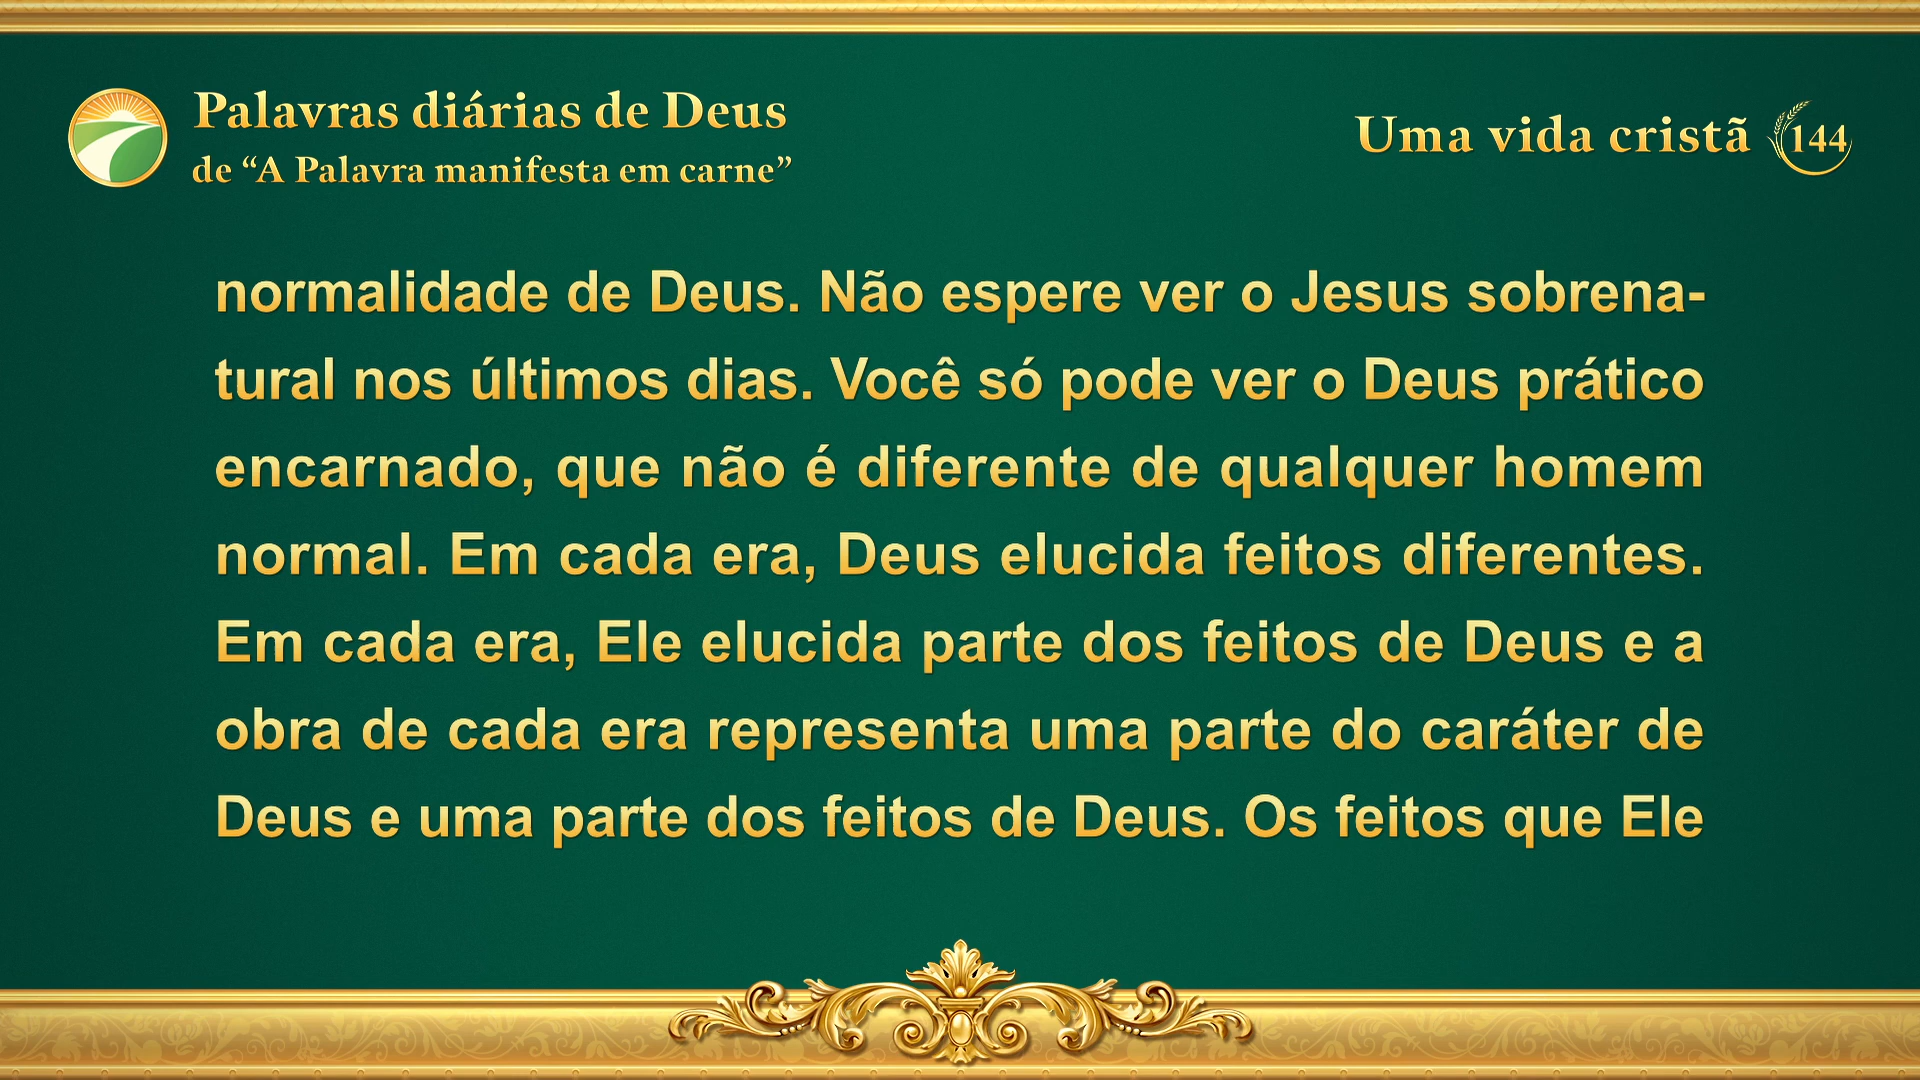 Palavras diárias de Deus
de “A Palavra manifesta em carne”
Uma vida cristã 144
normalidade de Deus. Não espere ver o Jesus sobrena-
tural nos últimos dias. Você só pode ver o Deus prático
encarnado, que não é diferente de qualquer homem
normal. Em cada era, Deus elucida feitos diferentes.
Em cada era, Ele elucida parte dos feitos de Deus e a
obra de cada era representa uma parte do caráter de
Deus e uma parte dos feitos de Deus. Os feitos que Ele